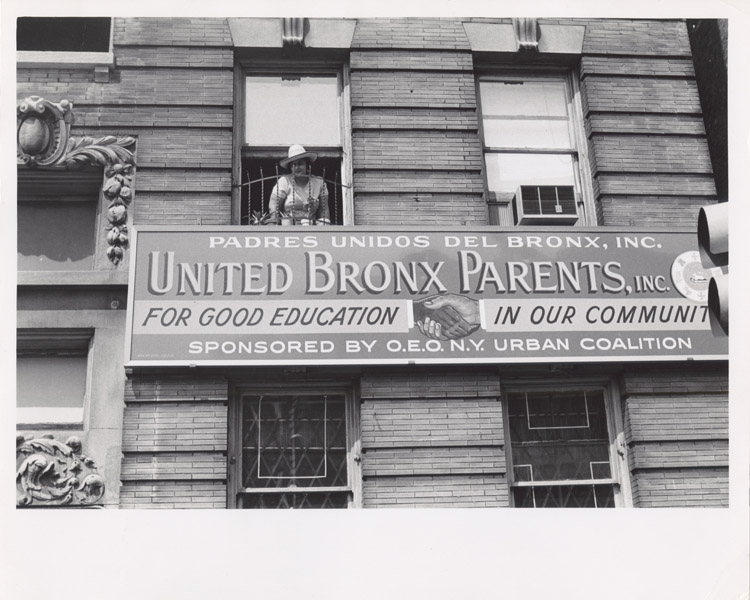 PADRES UNIDOS DEL BRONX, INC.
UNITED BRONX PARENTS, INC.
FOR GOOD EDUCATION IN OUR COMMUNIT
SPONSORED BY O.E.O. N.Y. URBAN COALITION